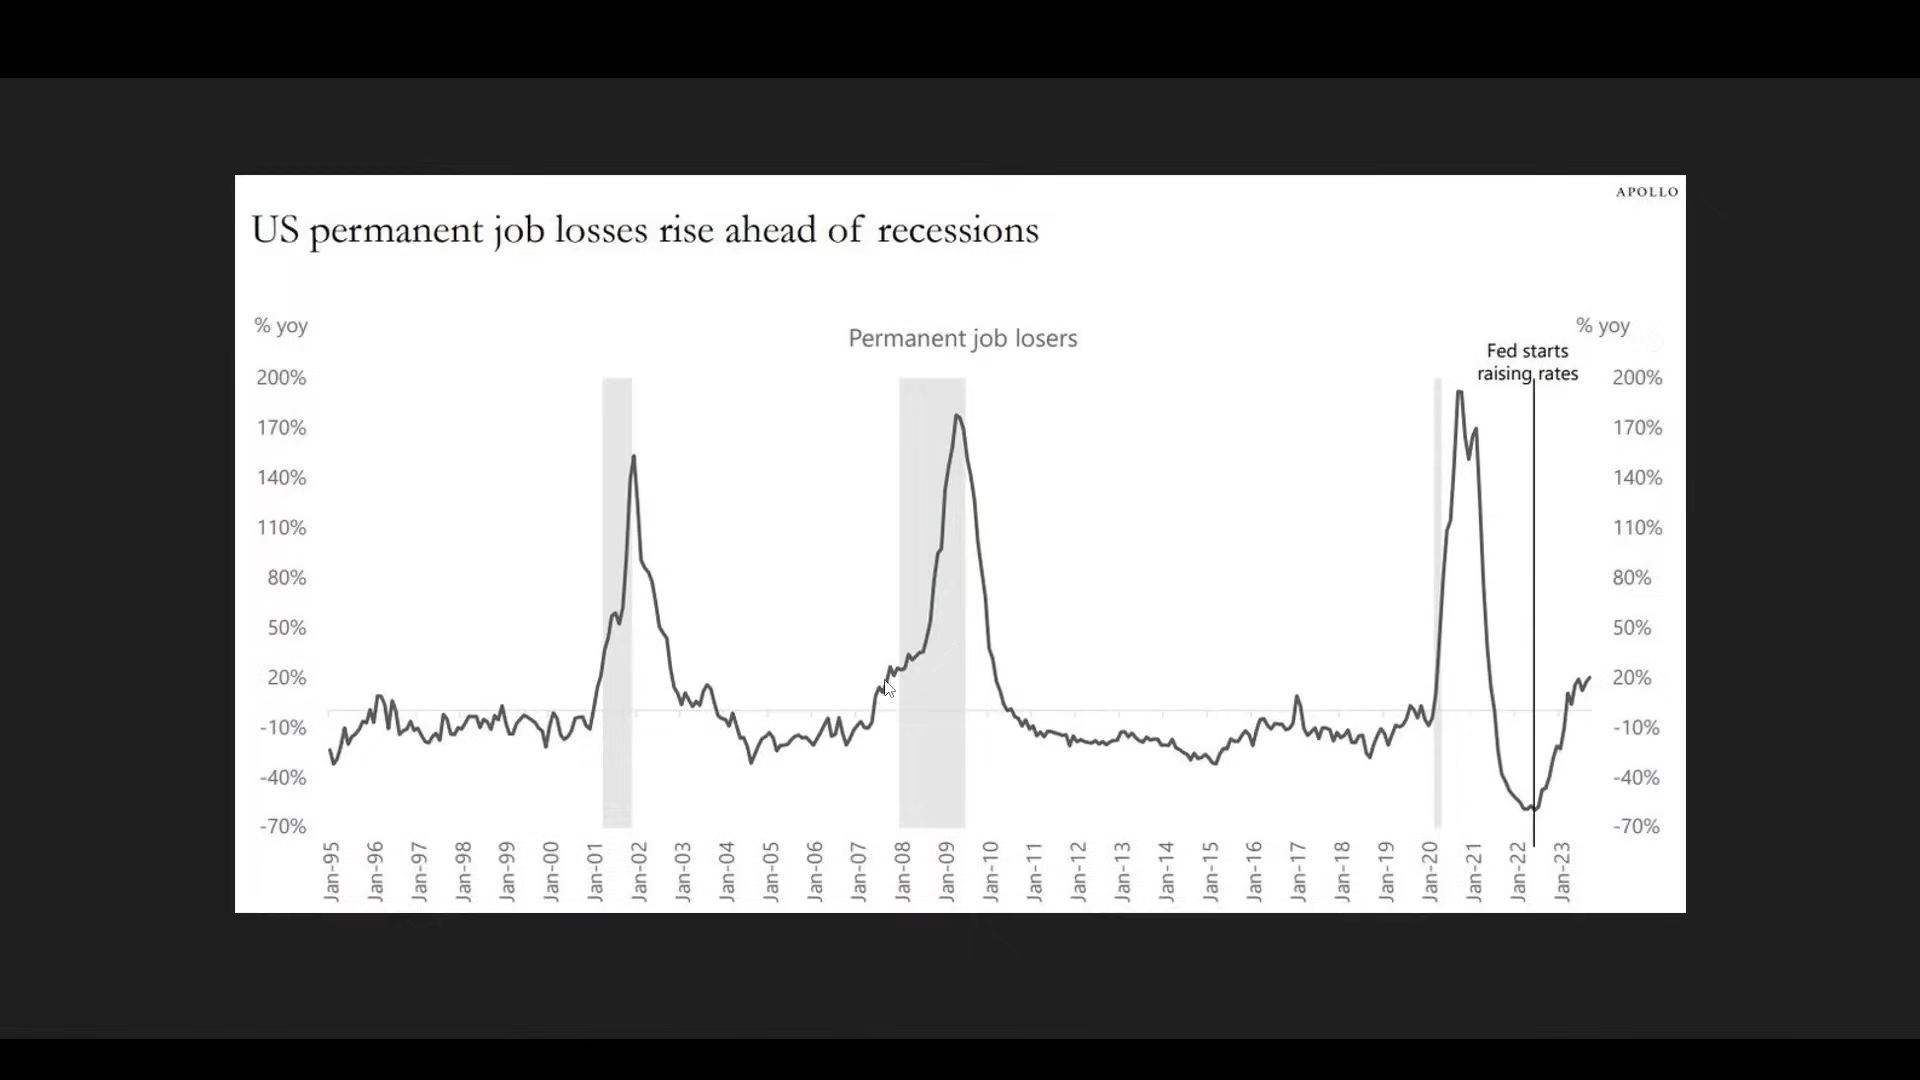 APOLLO
US permanent job losses rise ahead of recessions
% yoy
% yoy
Permanent job losers
Fed starts
raising rates
200%
170%
140%
110%
80%
50%
20%
-10%
-40%
-70%
200%
170%
140%
110%
80%
50%
20%
-10%
-40%
-70%
Jan-95
Jan-96
Jan-97
Jan-98
Jan-99
Jan-00
Jan-01
Jan-02
Jan-03
Jan-04
Jan-05
Jan-06
Jan-07
Jan-08
Jan-09
Jan-10
Jan-11
Jan-12
Jan-13
Jan-14
Jan-15
Jan-16
Jan-17
Jan-18
Jan-19
Jan-20
Jan-21
Jan-22
Jan-23